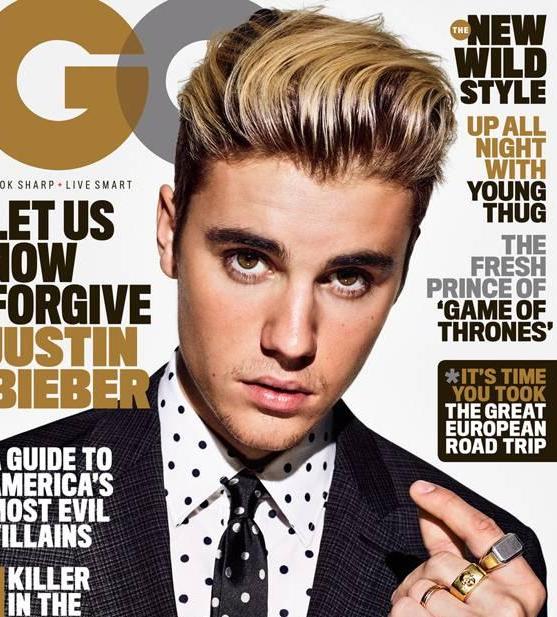 GQ
OK SHARP + LIVE SMART
LET US
NOW
FORGIVE
JUSTIN
BIEBER
A GUIDE TO
AMERICA'S
MOST EVIL
VILLAINS
KILLER
IN THE
THE NEW
WILD
STYLE
UP ALL
NIGHT
WITH
YOUNG
THUG
THE
FRESH
PRINCE OF
‘GAME OF
THRONES’
*IT'S TIME
YOU TOOK
THE GREAT
EUROPEAN
ROAD TRIP